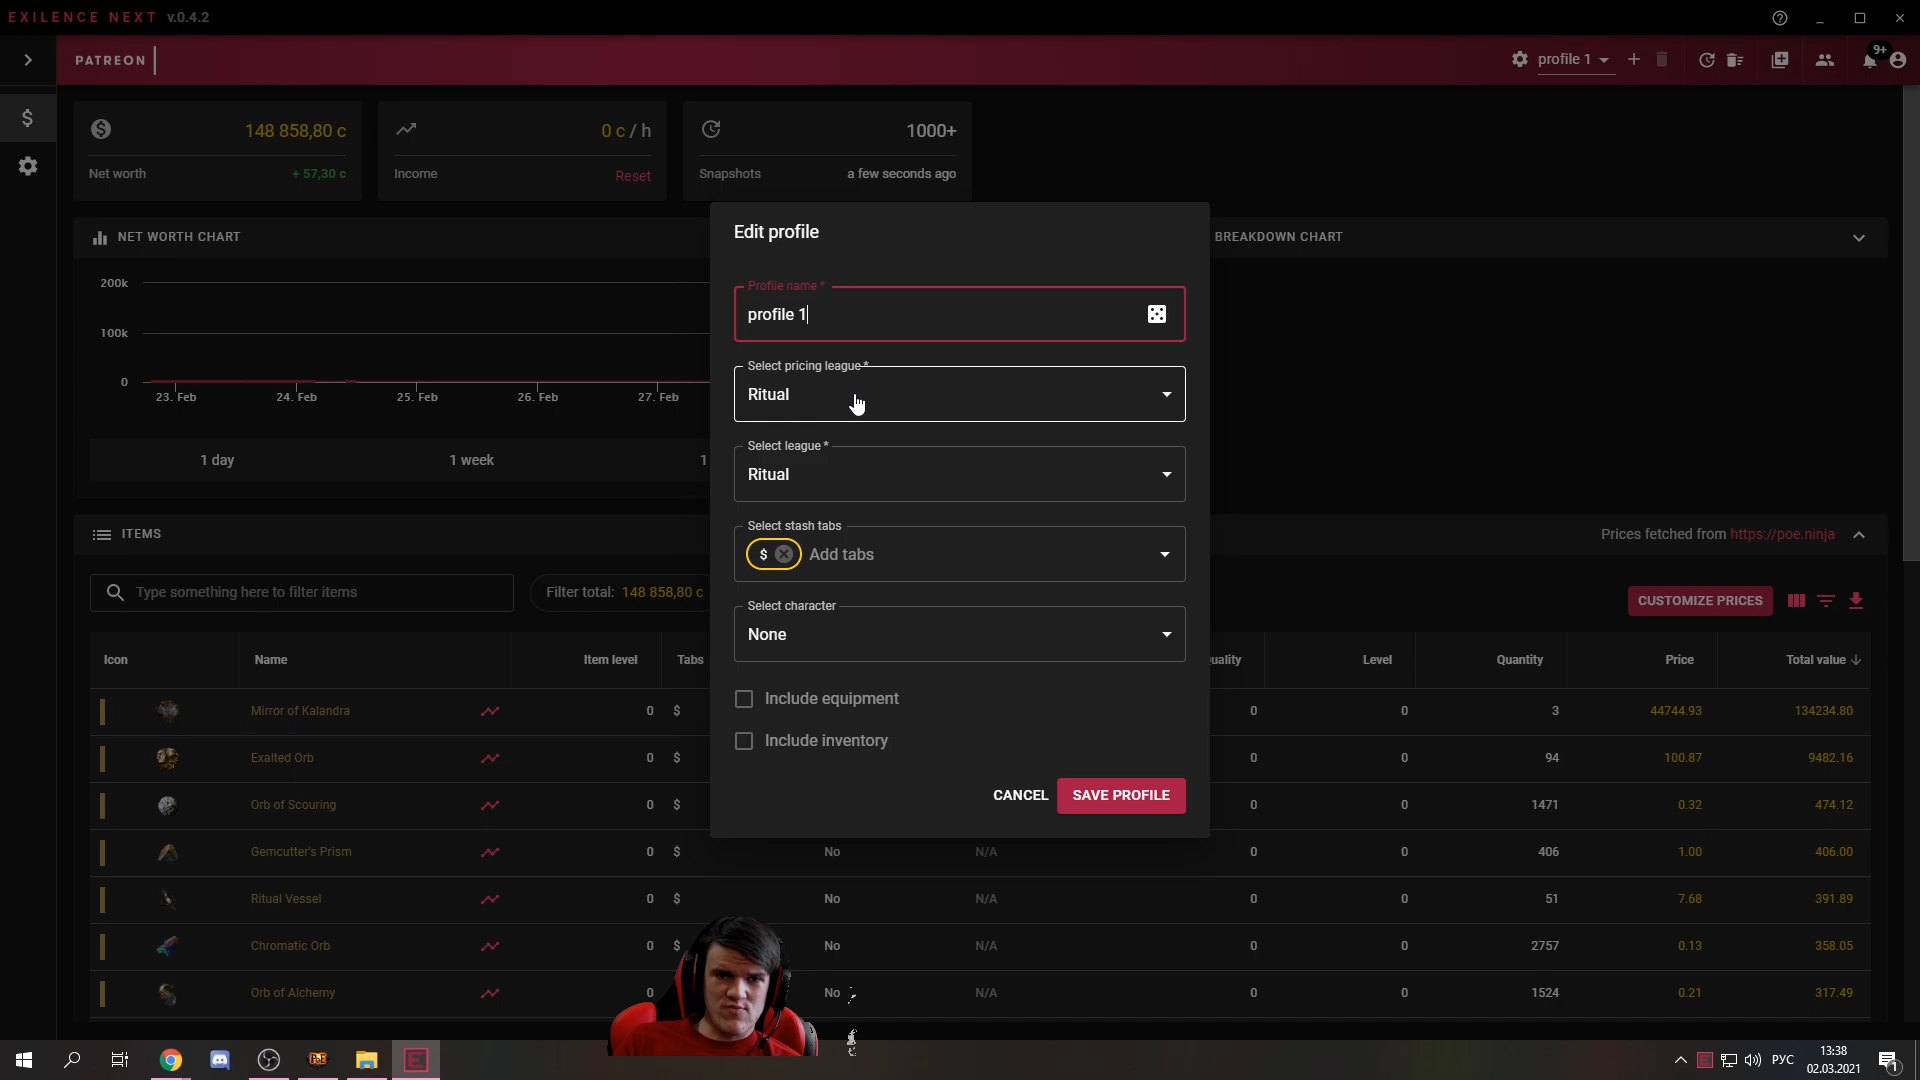 EXILENCE NEXT v.0.4.2
PATREON
profile 1
9+
148 858,80 c
Net worth
+ 57,30 c
0 c / h
Income
Reset
1000+
Snapshots
a few seconds ago
NET WORTH CHART
BREAKDOWN CHART
200k
100k
0
23. Feb
24. Feb
25. Feb
26. Feb
27. Feb
1 day
1 week
1
Edit profile
Profile name *
profile 1
Select pricing league *
Ritual
Select league *
Ritual
Select stash tabs
$ Add tabs
Select character
None
Include equipment
Include inventory
CANCEL
SAVE PROFILE
ITEMS
Prices fetched from https://poe.ninja
Type something here to filter items
Filter total: 148 858,80 c
CUSTOMIZE PRICES
Icon Name Item level Tabs uality Level Quantity Price Total value
Mirror of Kalandra 0 $ 0 0 3 44744.93 134234.80
Exalted Orb 0 $ 0 0 94 100.87 9482.16
Orb of Scouring 0 $ 0 0 1471 0.32 474.12
Gemcutter's Prism 0 $ No N/A 0 0 406 1.00 406.00
Ritual Vessel 0 $ No N/A 0 0 51 7.68 391.89
Chromatic Orb 0 $ No N/A 0 0 2757 0.13 358.05
Orb of Alchemy 0 No N/A 0 0 1524 0.21 317.49
PoE
E
E
РУС
13:38
02.03.2021
1